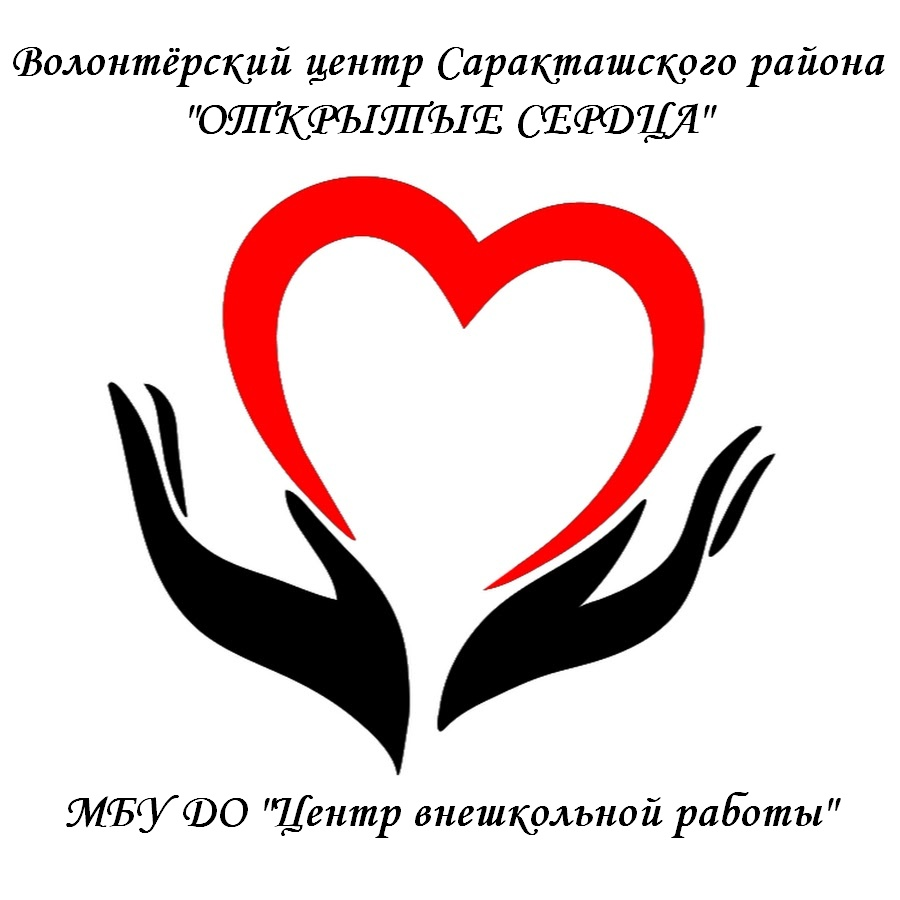 Волонтёрский центр Саракташского района
"ОТКРЫТЫЕ СЕРДЦА"
МБУ ДО "Центр внешкольной работы"